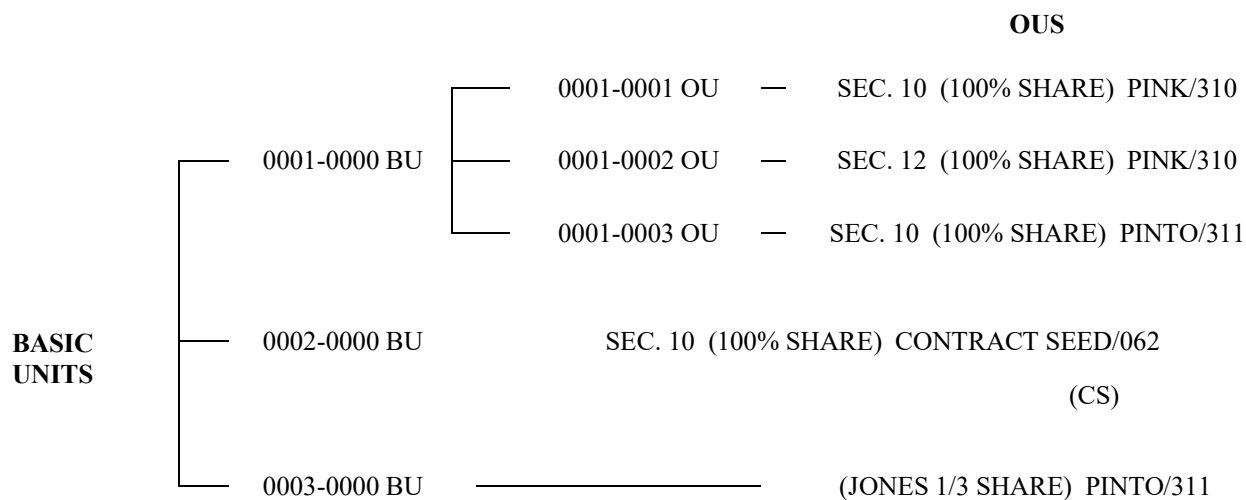 OUS
0001-0001 OU — SEC. 10 (100% SHARE) PINK/310
0001-0000 BU 0001-0002 OU — SEC. 12 (100% SHARE) PINK/310
0001-0003 OU — SEC. 10 (100% SHARE) PINTO/311
BASIC
UNITS
0002-0000 BU SEC. 10 (100% SHARE) CONTRACT SEED/062
(CS)
0003-0000 BU (JONES 1/3 SHARE) PINTO/311